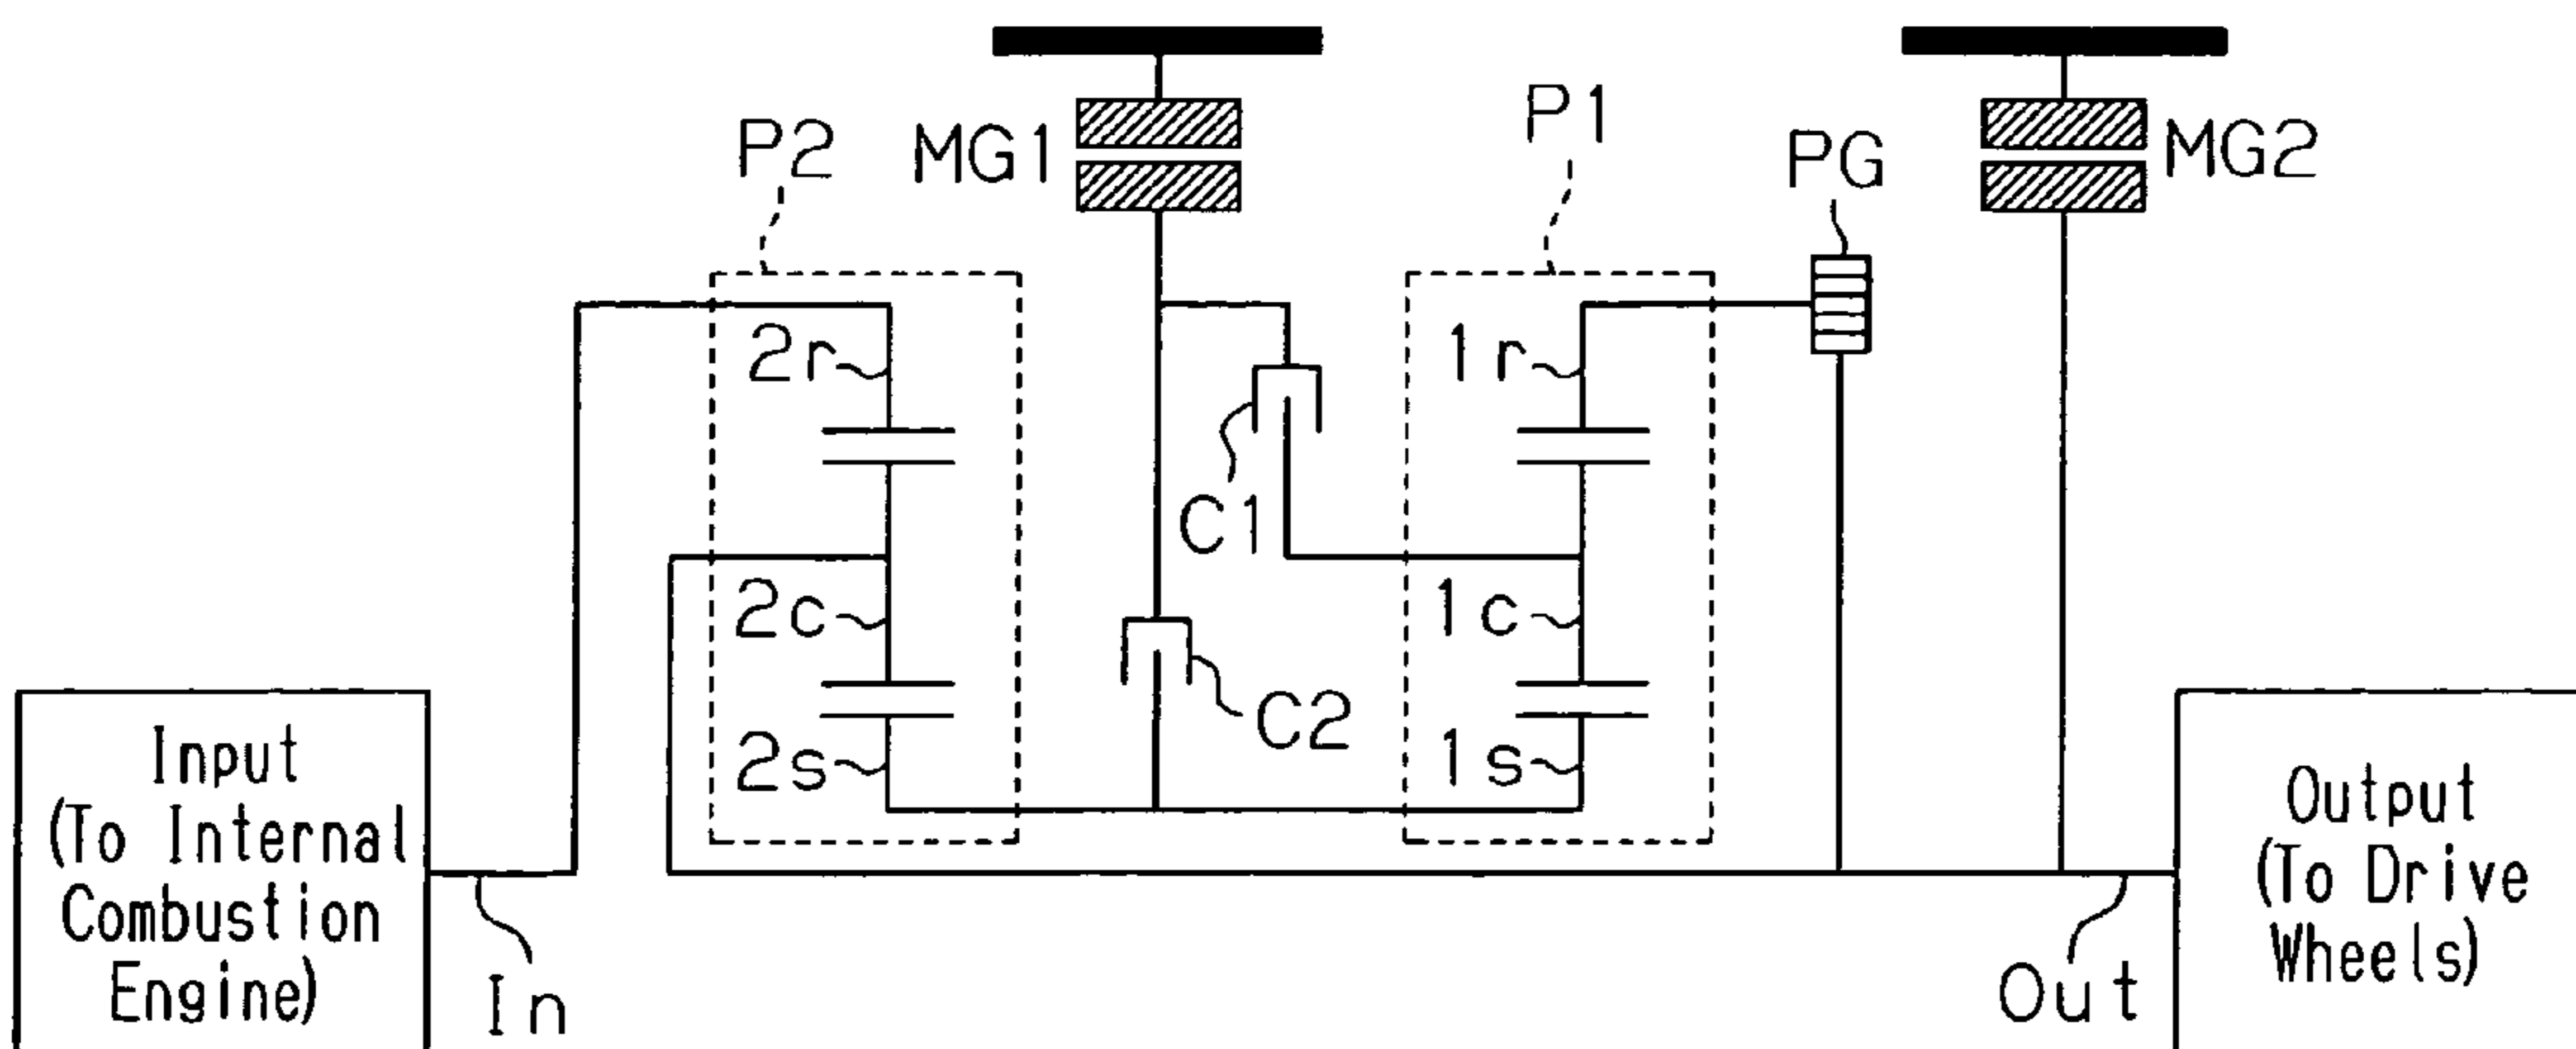 P2
MG1
P1
PG
MG2
2r
1r
C1
2c
1c
C2
2s
1s
Input
(To Internal
Combustion
Engine)
In
Output
(To Drive
Wheels)
Out